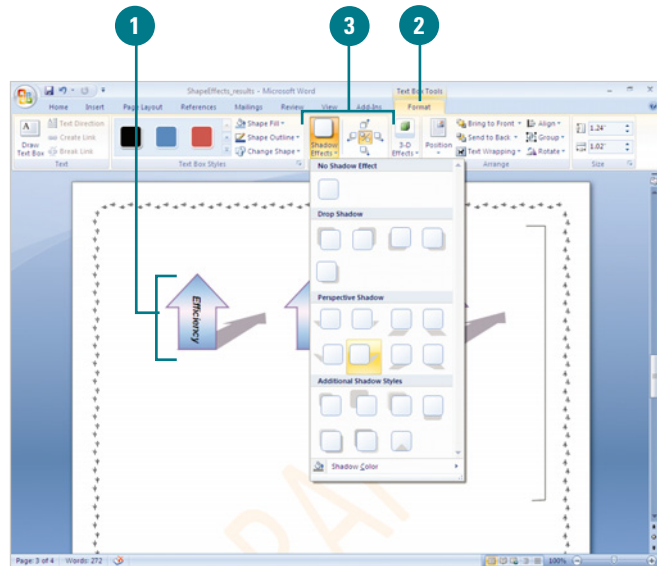 1
3
2
ShapeEffects_results - Microsoft Word
Text Box Tools
Home Insert Page Layout References Mailings Review View Add-Ins Format
Draw Text Box
Text Direction
Create Link
Break Link
Text
Shape Fill
Shape Outline
Change Shape
Text Box Styles
Shadow Effects
3-D Effects
Position
Bring to Front
Send to Back
Text Wrapping
Align
Group
Rotate
Arrange
1.24"
1.02"
Size
No Shadow Effect
Drop Shadow
Perspective Shadow
Additional Shadow Styles
Shadow Color
Efficiency
Page: 3 of 4 Words: 272
100%